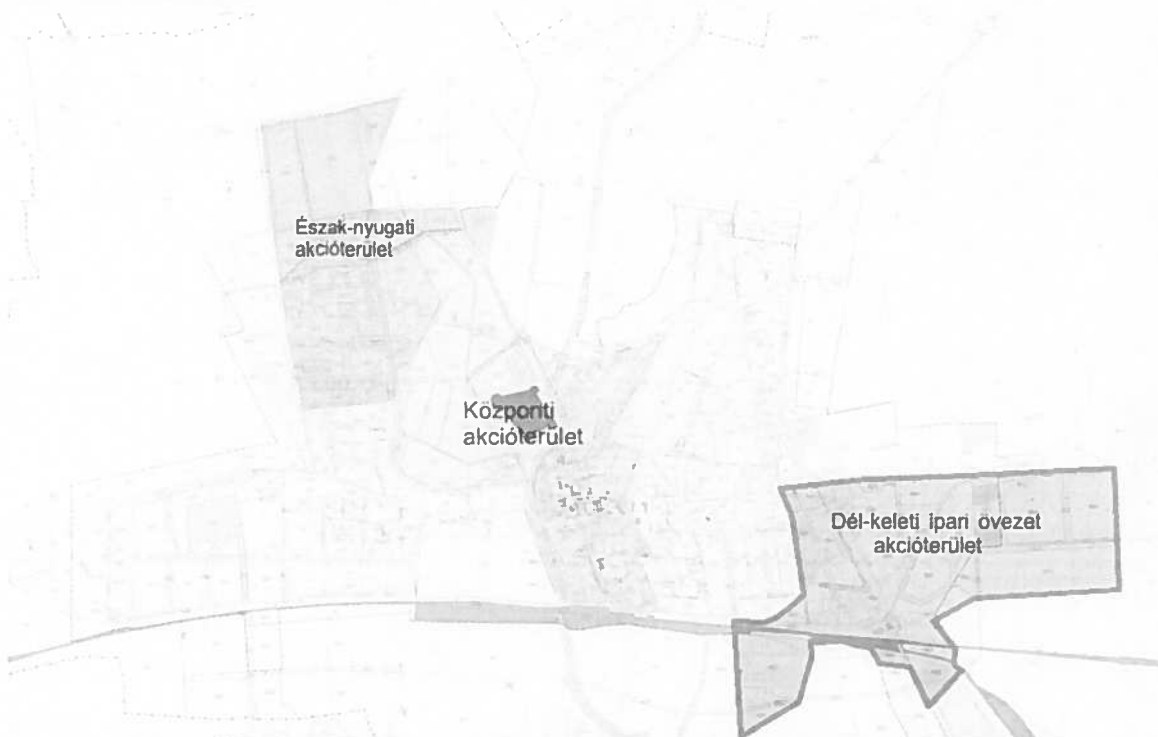 Észak-nyugati
akcióterület
Központi
akcióterület
Dél-keleti ipari övezet
akcióterület